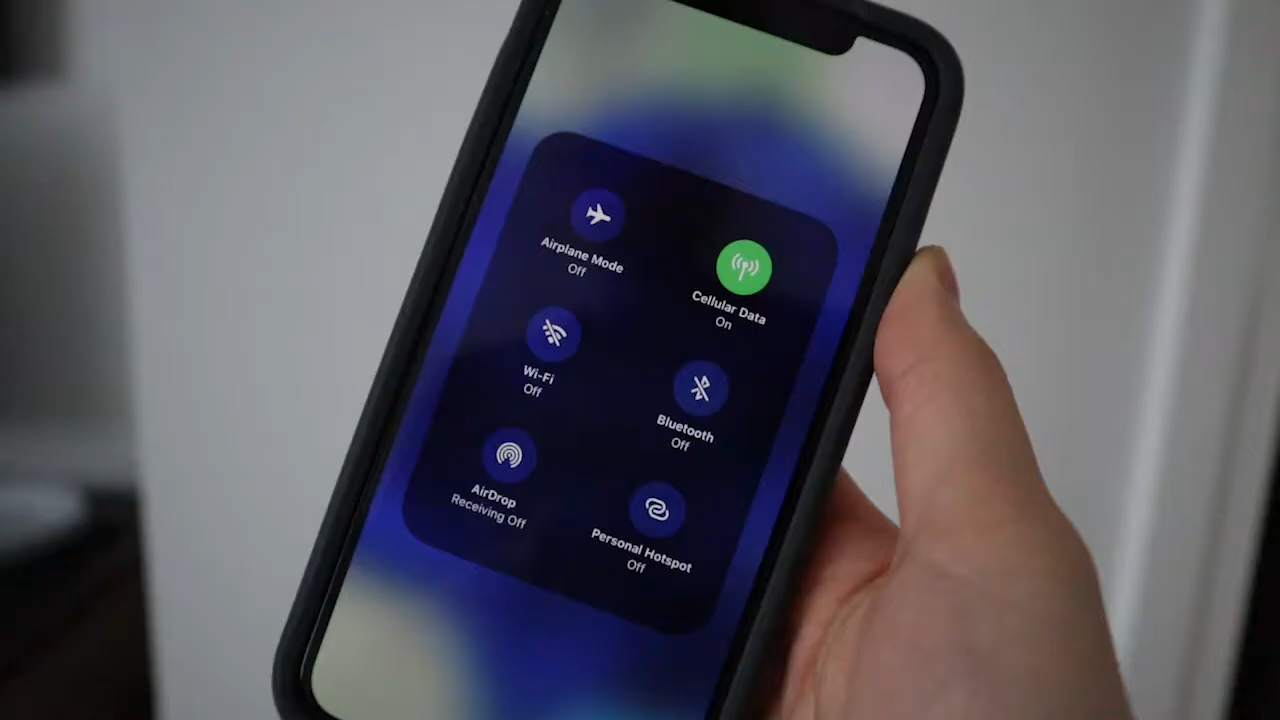 Airplane Mode
Off
Cellular Data
On
Wi-Fi
Off
Bluetooth
Off
AirDrop
Receiving Off
Personal Hotspot
Off